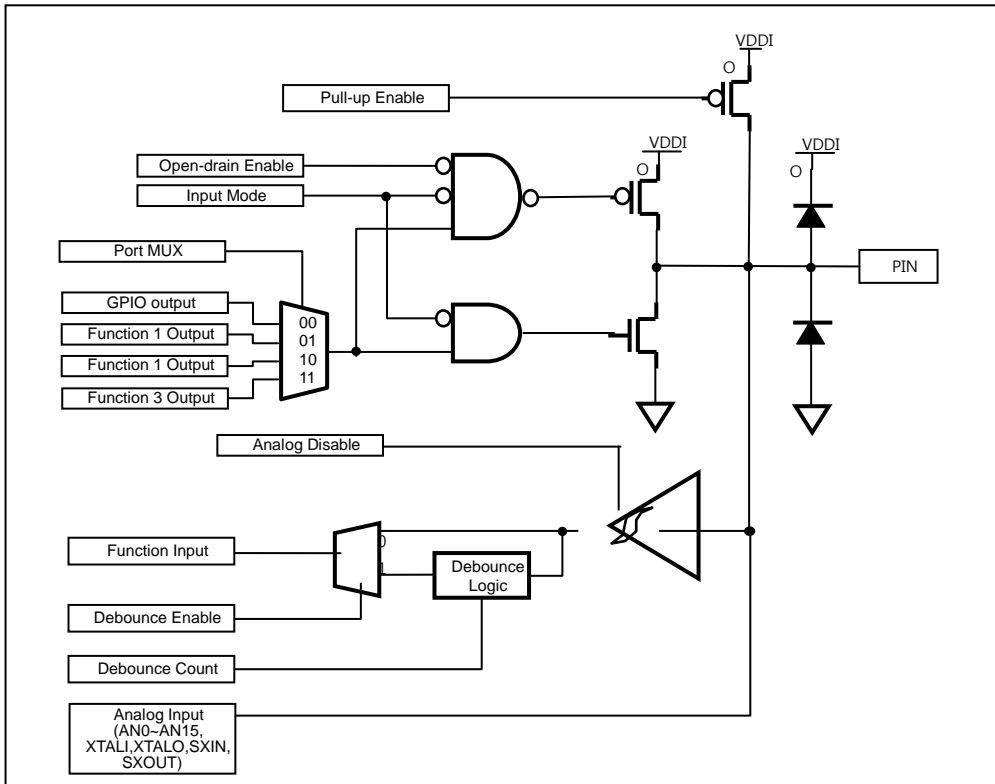 VDDI
O
Pull-up Enable
VDDI
O
VDDI
O
Open-drain Enable
Input Mode
Port MUX
PIN
GPIO output
00
Function 1 Output
01
Function 1 Output
10
Function 3 Output
11
Analog Disable
Function Input
0
1
Debounce
Logic
Debounce Enable
Debounce Count
Analog Input
(AN0~AN15,
XTALI,XTALO,SXIN,
SXOUT)